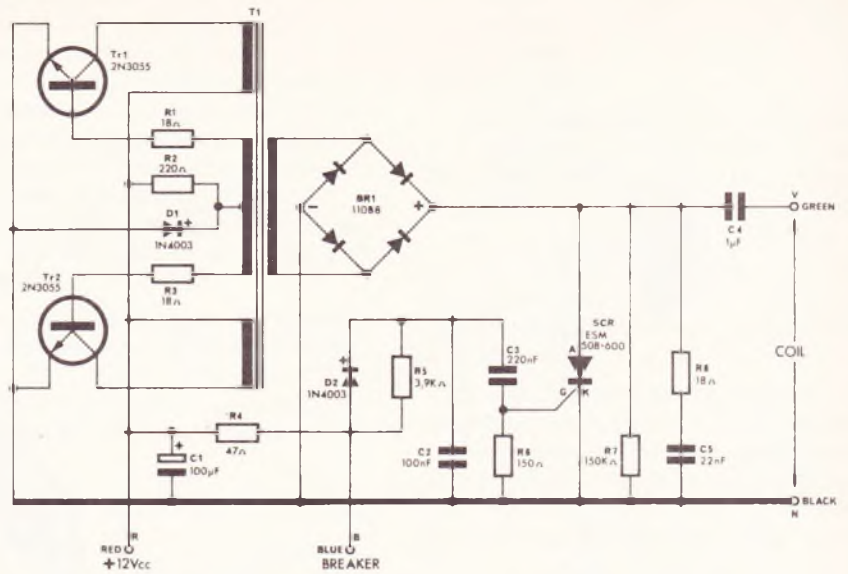 T1
Tr1
2N3055
R1
18Ω
R2
220Ω
D1
+
1N4003
Tr2
2N3055
R3
18Ω
-
BR1
110B8
+
V
GREEN
C4
1µF
SCR
ESM
508-600
A
G
K
C3
220nF
COIL
R8
18Ω
+
D2
1N4003
R5
3,9K Ω
R4
47Ω
+
C1
100µF
C2
100nF
R6
150Ω
R7
150KΩ
C5
22nF
BLACK
N
R
RED
+12Vcc
B
BLUE
BREAKER